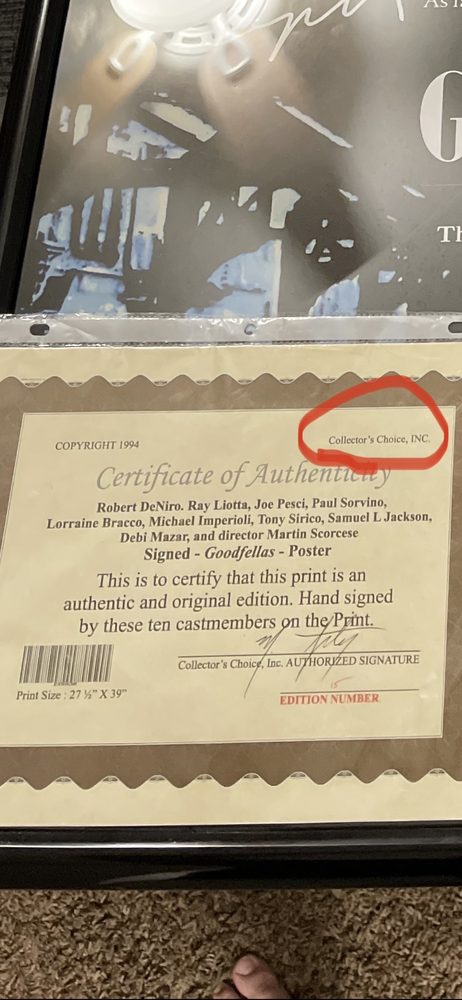 As
G
Th
COPYRIGHT 1994
Collector's Choice, INC.
Certificate of Authenticity
Robert DeNiro. Ray Liotta, Joe Pesci, Paul Sorvino,
Lorraine Bracco, Michael Imperioli, Tony Sirico, Samuel L Jackson,
Debi Mazar, and director Martin Scorcese
Signed - Goodfellas - Poster
This is to certify that this print is an
authentic and original edition. Hand signed
by these ten castmembers on the Print.
Collector's Choice, Inc. AUTHORIZED SIGNATURE
Print Size : 27 ½” X 39”
15
EDITION NUMBER